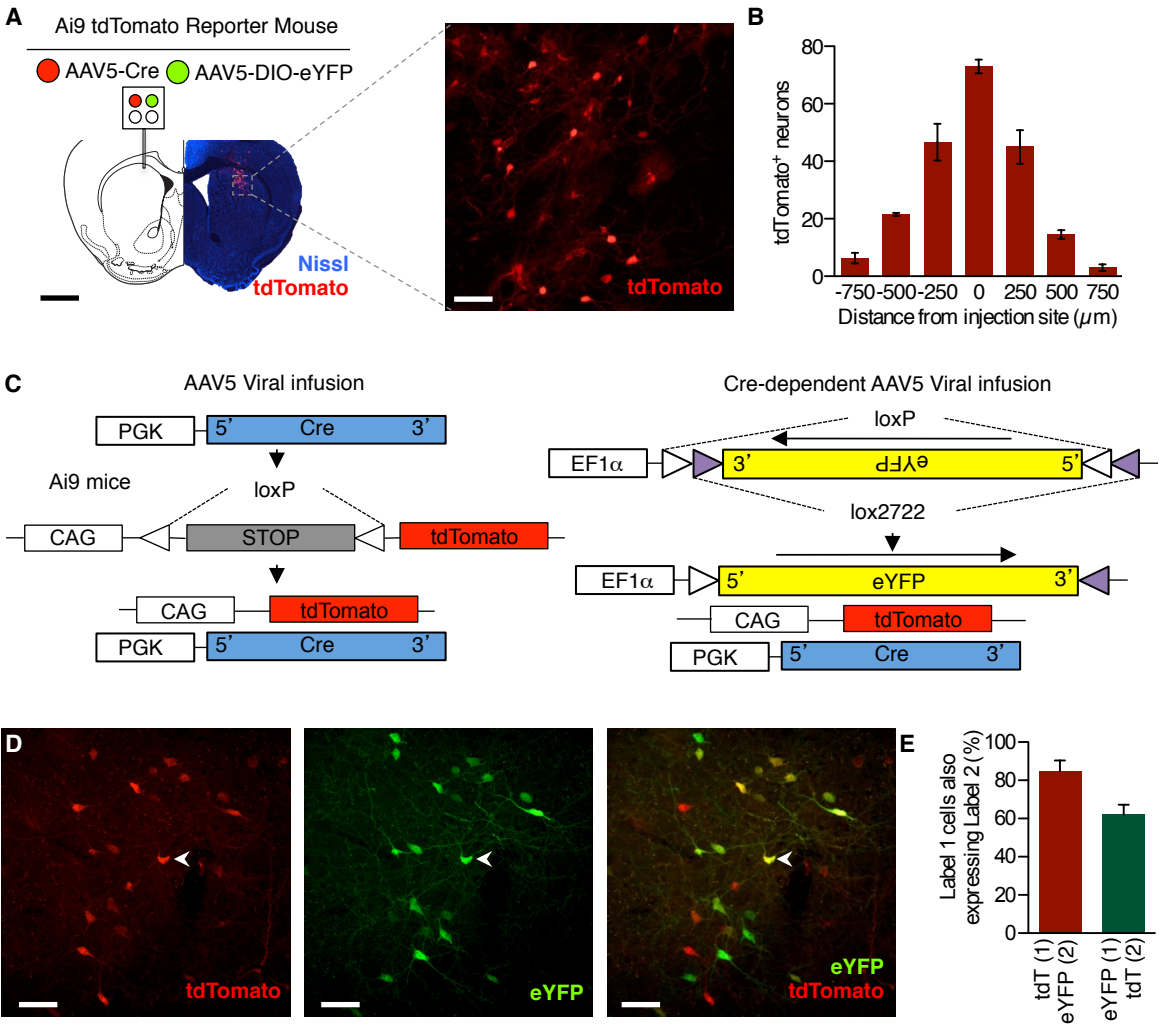 A
Ai9 tdTomato Reporter Mouse
AAV5-Cre AAV5-DIO-eYFP
Nissl
tdTomato
tdTomato
B
tdTomato+ neurons
80
60
40
20
0
-750 -500 -250 0 250 500 750
Distance from injection site (µm)
C
AAV5 Viral infusion
PGK 5’ Cre 3’
Ai9 mice
loxP
CAG STOP tdTomato
CAG tdTomato
PGK 5’ Cre 3’
Cre-dependent AAV5 Viral infusion
loxP
EF1α 3’ eYFP 5’
lox2722
EF1α 5’ eYFP 3’
CAG tdTomato
PGK 5’ Cre 3’
D
tdTomato
eYFP
eYFP
tdTomato
E
Label 1 cells also
expressing Label 2 (%)
100
80
60
40
20
0
tdT (1)
eYFP (2)
eYFP (1)
tdT (2)